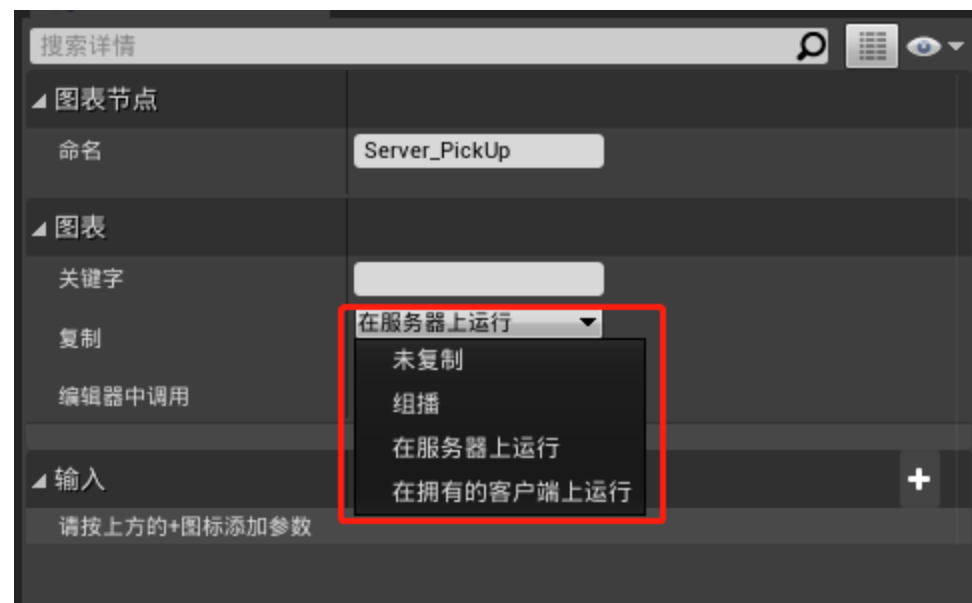 搜索详情
图表节点
命名 Server_PickUp
图表
关键字
复制 在服务器上运行
未复制
编辑器中调用 组播
在服务器上运行
输入 在拥有的客户端上运行
请按上方的+图标添加参数